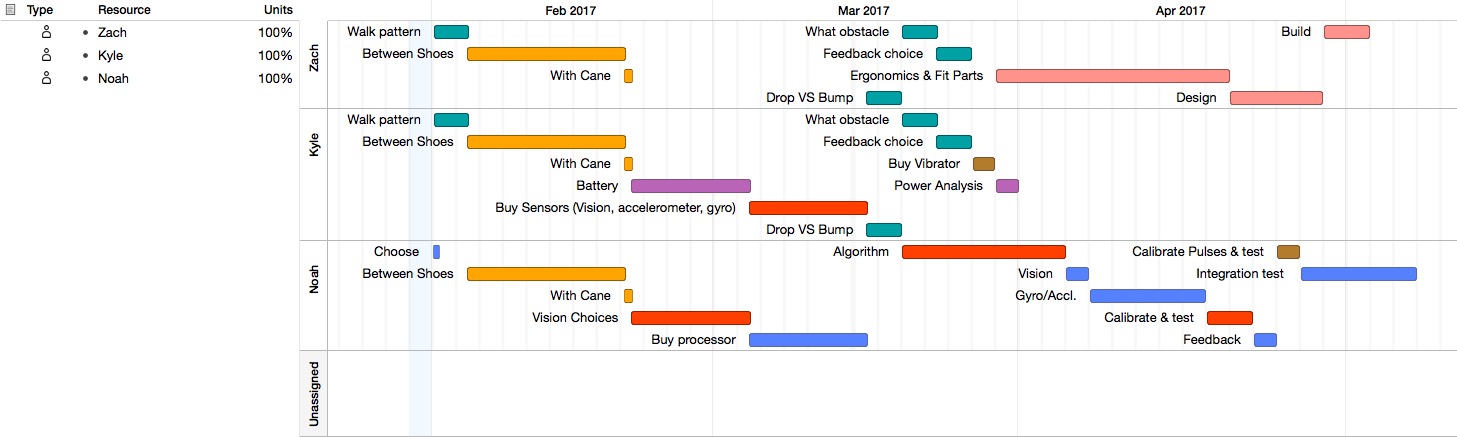 Type Resource Units
Zach 100%
Kyle 100%
Noah 100%
Feb 2017 Mar 2017 Apr 2017
Zach
Walk pattern What obstacle Build
Between Shoes Feedback choice
With Cane Ergonomics & Fit Parts
Drop VS Bump Design
Kyle
Walk pattern What obstacle
Between Shoes Feedback choice
With Cane Buy Vibrator
Battery Power Analysis
Buy Sensors (Vision, accelerometer, gyro)
Drop VS Bump
Noah
Choose Algorithm Calibrate Pulses & test
Between Shoes Vision Integration test
With Cane Gyro/Accl.
Vision Choices Calibrate & test
Buy processor Feedback
Unassigned